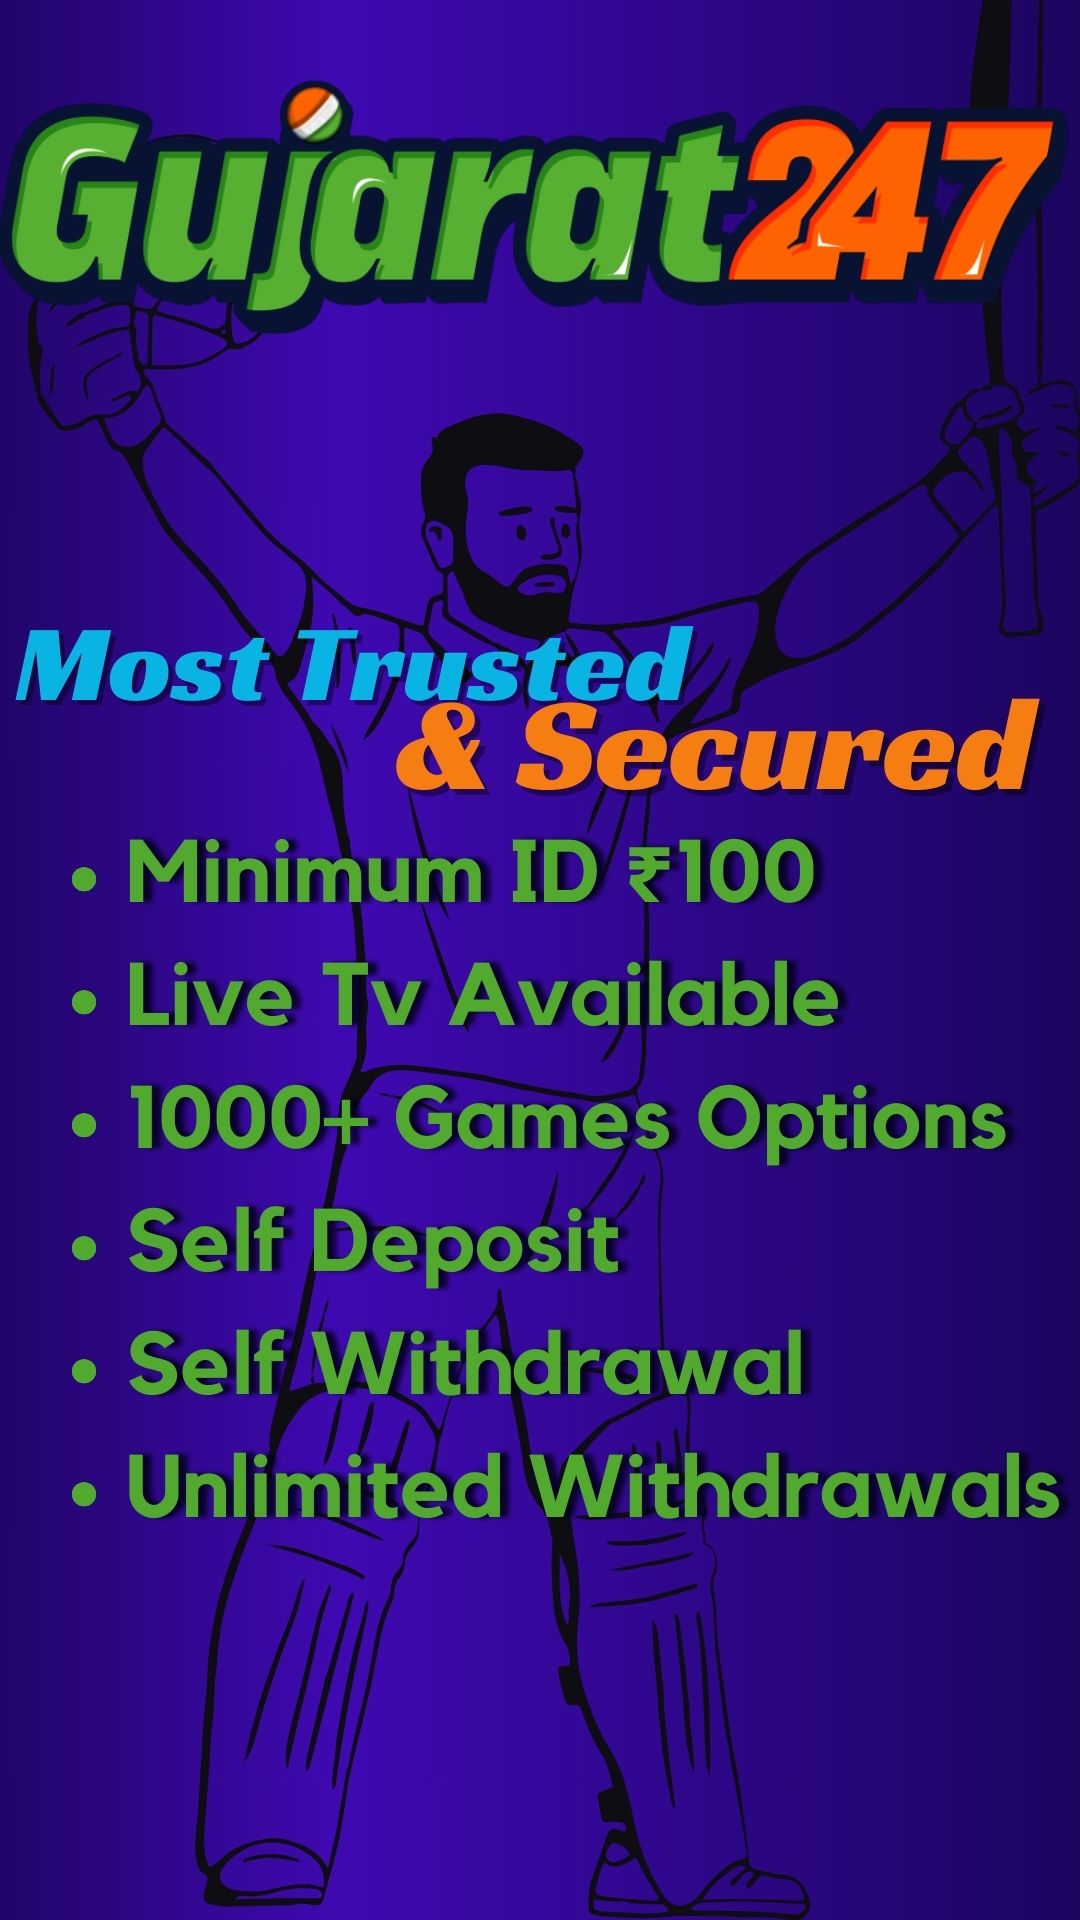 Gujarat247
Most Trusted
& Secured
• Minimum ID ₹100
• Live Tv Available
• 1000+ Games Options
• Self Deposit
• Self Withdrawal
• Unlimited Withdrawals